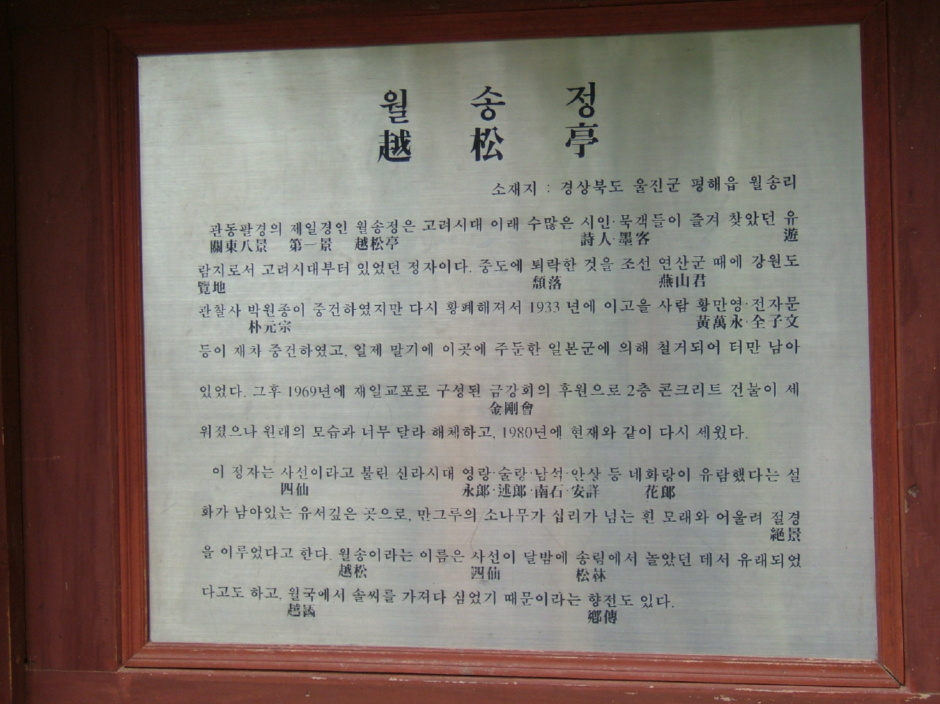 월 송 정
越 松 亭
소재지 : 경상북도 울진군 평해읍 월송리
관동팔경의 제일경인 월송정은 고려시대 이래 수많은 시인·묵객들이 즐겨 찾았던 유
關東八景 第一景 越松亭 詩人·墨客 遊
람지로서 고려시대부터 있었던 정자이다. 중도에 퇴락한 것을 조선 연산군 때에 강원도
覽地 頹落 燕山君
관찰사 박원종이 중건하였지만 다시 황폐해져서 1933 년에 이고을 사람 황만영·전자문
朴元宗 黃萬永·全子文
등이 재차 중건하였고, 일제 말기에 이곳에 주둔한 일본군에 의해 철거되어 터만 남아
있었다. 그후 1969년에 재일교포로 구성된 금강회의 후원으로 2층 콘크리트 건물이 세
金剛會
워졌으나 원래의 모습과 너무 달라 해체하고, 1980년에 현재와 같이 다시 세웠다.
이 정자는 사선이라고 불린 신라시대 영랑·술랑·남석·안상 등 네화랑이 유람했다는 설
四仙 永郎·述郎·南石·安詳 花郎
화가 남아있는 유서깊은 곳으로, 만그루의 소나무가 십리가 넘는 흰 모래와 어울려 절경
絕景
을 이루었다고 한다. 월송이라는 이름은 사선이 달밤에 송림에서 놀았던 데서 유래되었
越松 四仙 松林
다고도 하고, 월국에서 솔씨를 가져다 심었기 때문이라는 향전도 있다.
越國 鄕傳